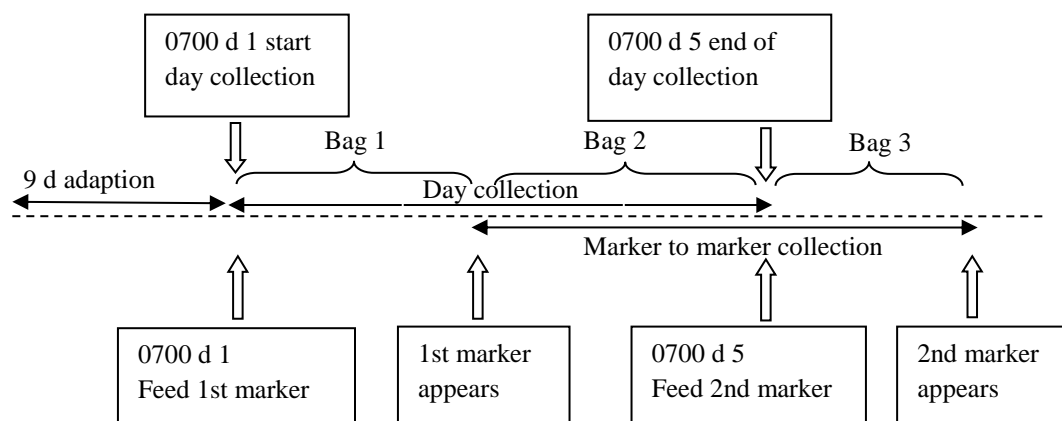 0700 d 1 start
day collection
0700 d 5 end of
day collection
Bag 1
Bag 2
Bag 3
9 d adaption
Day collection
Marker to marker collection
0700 d 1
Feed 1st marker
1st marker
appears
0700 d 5
Feed 2nd marker
2nd marker
appears